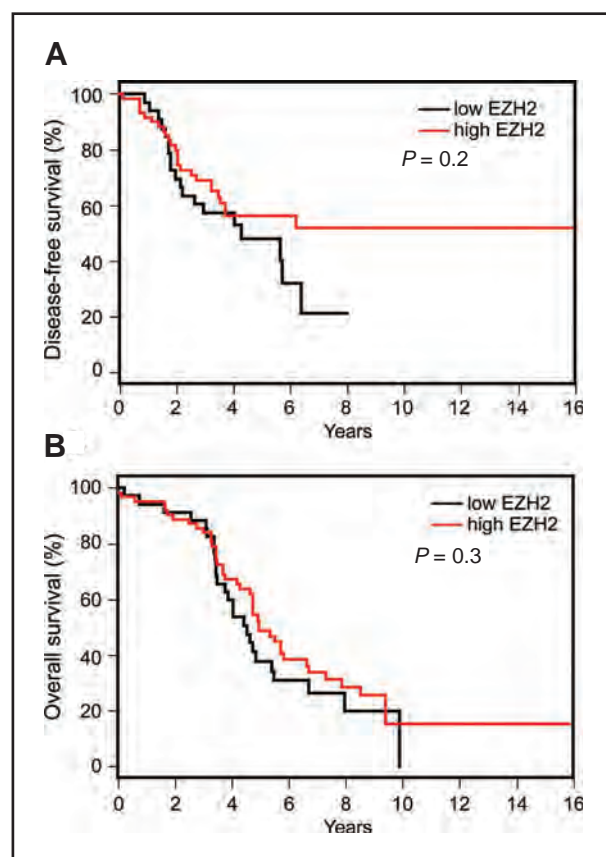 A
Disease-free survival (%)
100
80
60
40
20
0
low EZH2
high EZH2
P = 0.2
0 2 4 6 8 10 12 14 16
Years
B
Overall survival (%)
100
80
60
40
20
0
low EZH2
high EZH2
P = 0.3
0 2 4 6 8 10 12 14 16
Years